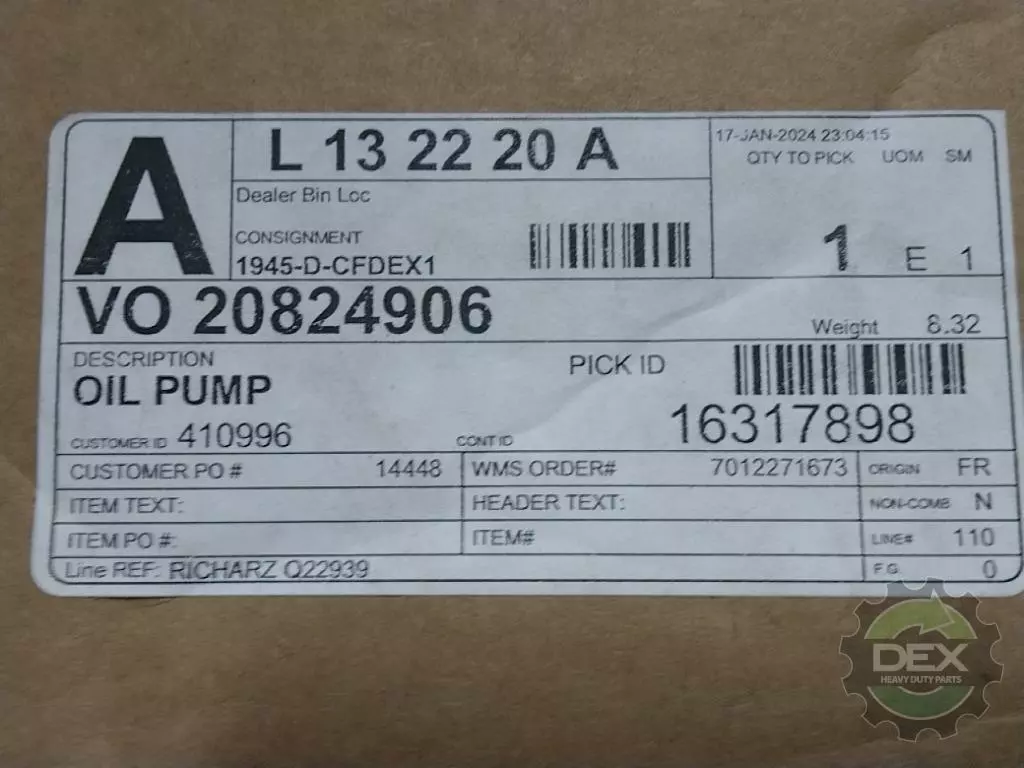 A
L 13 22 20 A
17-JAN-2024 23:04:15
QTY TO PICK UOM SM
Dealer Bin Loc
CONSIGNMENT
1945-D-CFDEX1
1 E 1
VO 20824906
Weight 8.32
DESCRIPTION
PICK ID
OIL PUMP
16317898
CUSTOMER ID 410996
CONT ID
CUSTOMER PO # 14448
WMS ORDER# 7012271673
ORIGIN FR
ITEM TEXT:
HEADER TEXT:
NON-COMB N
ITEM PO #:
ITEM#
LINE# 110
Line REF: RICHARZ Q22939
F.G. 0
DEX
HEAVY DUTY PARTS